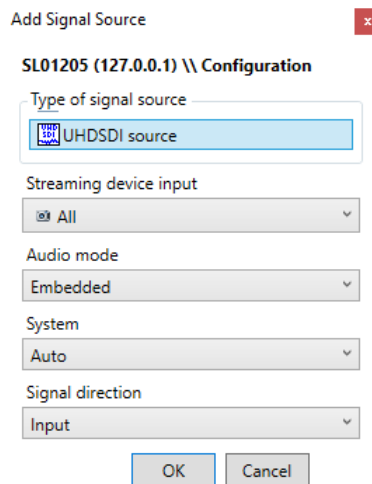 Add Signal Source
x
SL01205 (127.0.0.1) \\ Configuration
Type of signal source
UHD SDI UHDSDI source
Streaming device input
All
Audio mode
Embedded
System
Auto
Signal direction
Input
OK Cancel